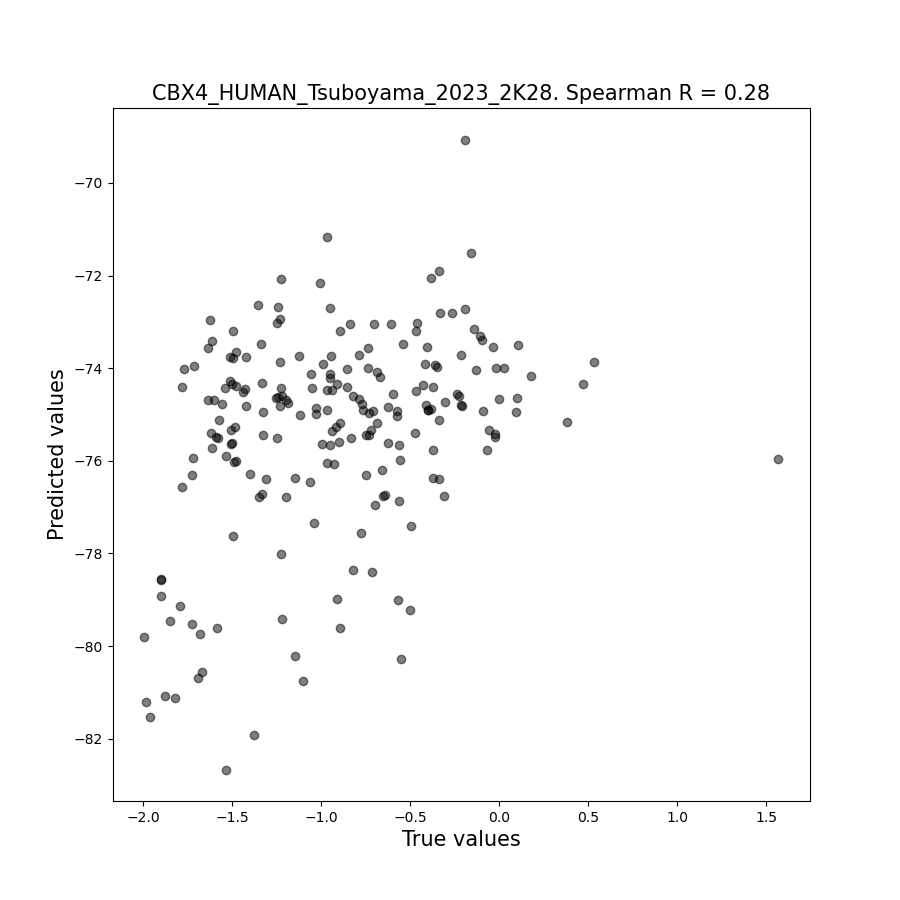 CBX4_HUMAN_Tsuboyama_2023_2K28. Spearman R = 0.28
−70
−72
−74
−76
−78
−80
−82
Predicted values
−2.0 −1.5 −1.0 −0.5 0.0 0.5 1.0 1.5
True values